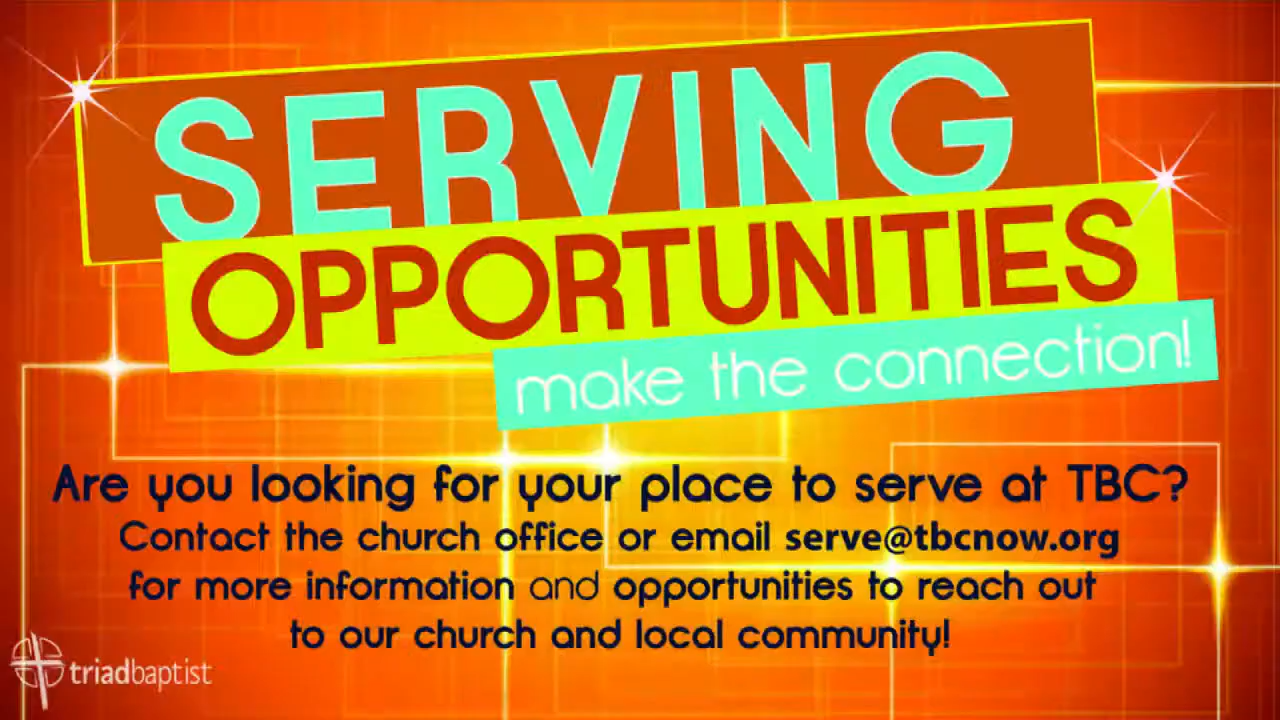 SERVING
OPPORTUNITIES
make the connection!
Are you looking for your place to serve at TBC?
Contact the church office or email serve@tbcnow.org
for more information and opportunities to reach out
to our church and local community!
triadbaptist